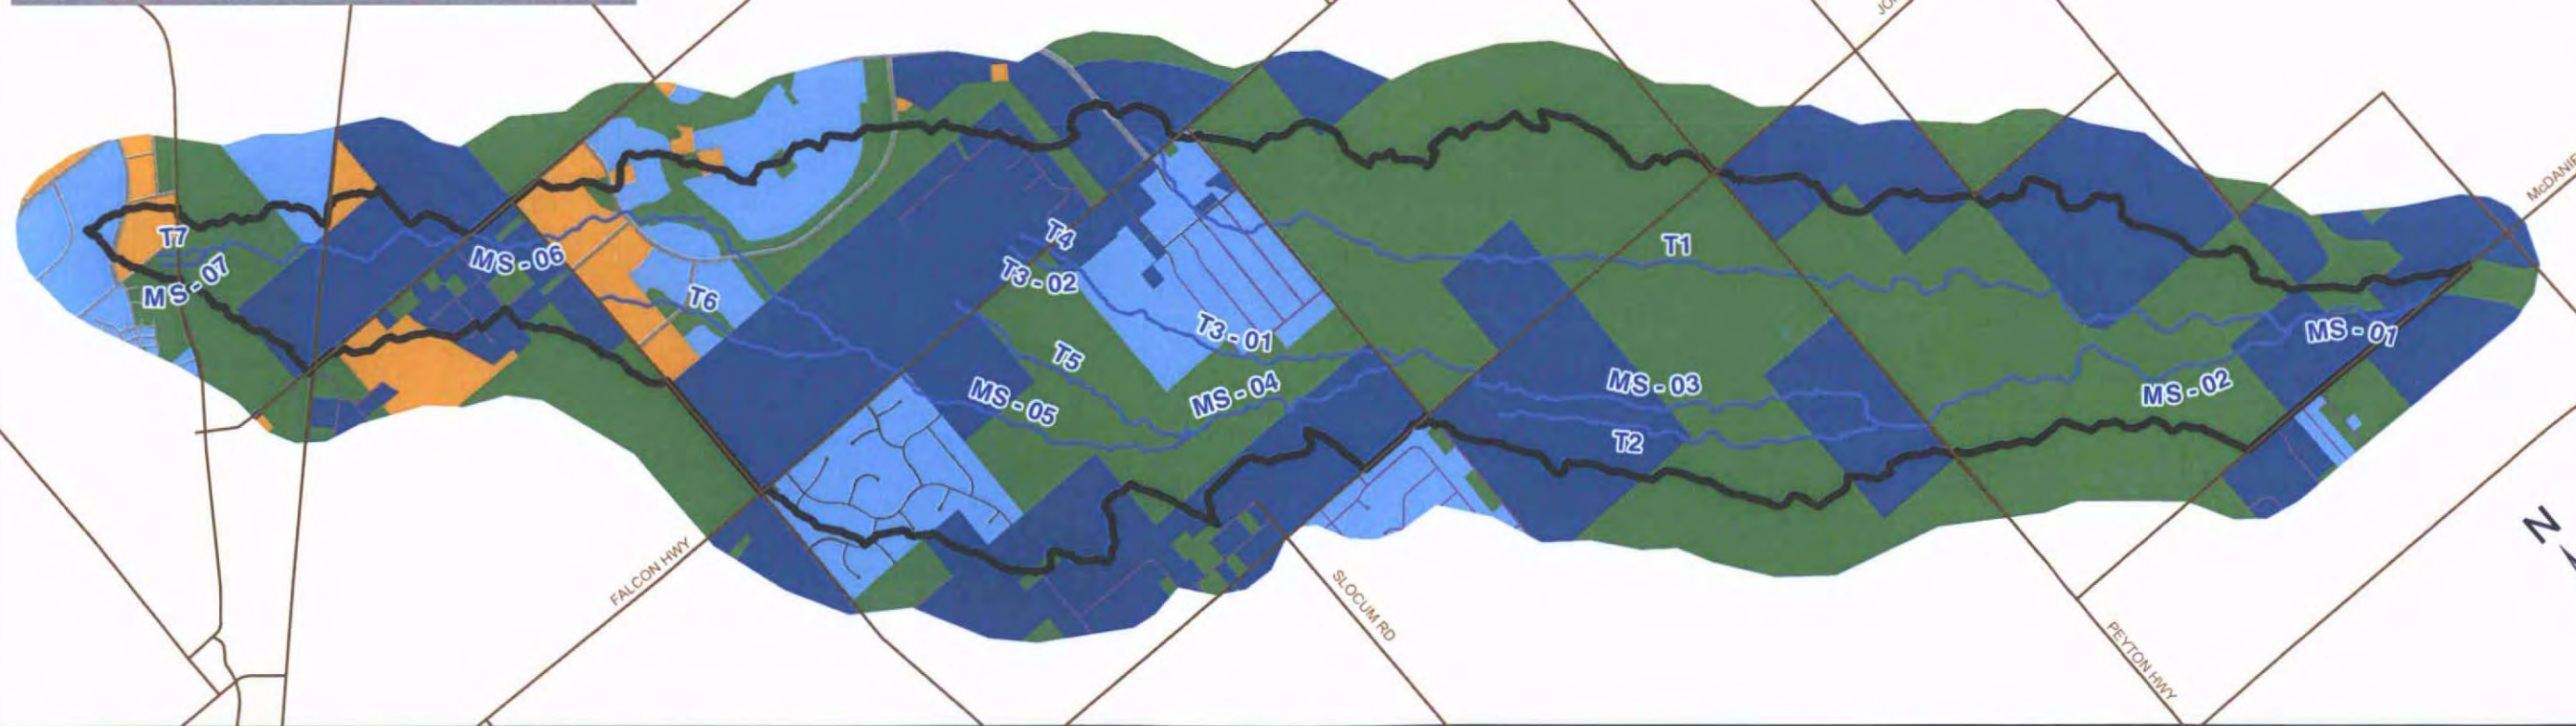 T7
MS-07
MS-06
T6
T4
T3-02
T3-01
T5
MS-05
MS-04
T1
MS-03
T2
MS-01
MS-02
FALCON HWY
SLOCUM RD
PEYTON HWY
N